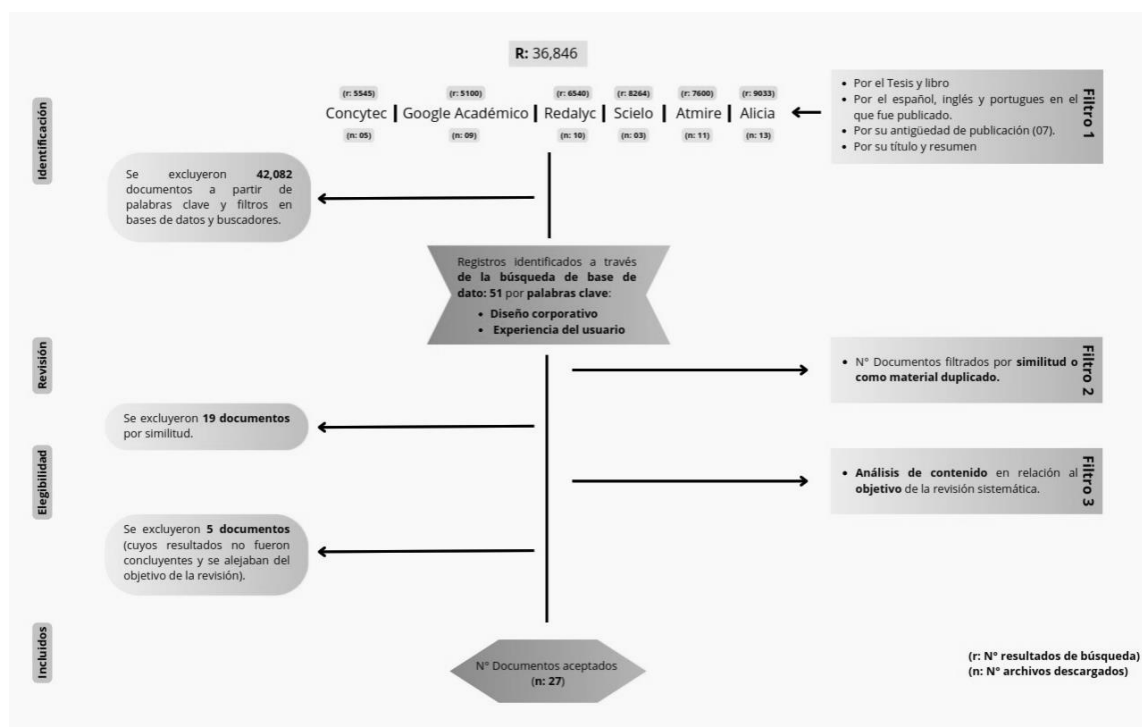 R: 36,846
Identificación
(r: 5545)
(r: 5100)
(r: 6540)
(r: 8264)
(r: 7600)
(r: 9033)
Concytec | Google Académico | Redalyc | Scielo | Atmire | Alicia
(n: 05)
(n: 09)
(n: 10)
(n: 03)
(n: 11)
(n: 13)
• Por el Tesis y libro
• Por el español, inglés y portugues en el
que fue publicado.
• Por su antigüedad de publicación (07).
• Por su título y resumen
Filtro 1
Se excluyeron 42,082
documentos a partir de
palabras clave y filtros en
bases de datos y buscadores.
Registros identificados a través
de la búsqueda de base de
dato: 51 por palabras clave:
• Diseño corporativo
• Experiencia del usuario
Revisión
• N° Documentos filtrados por similitud o
como material duplicado.
Filtro 2
Se excluyeron 19 documentos
por similitud.
Elegibilidad
• Análisis de contenido en relación al
objetivo de la revisión sistemática.
Filtro 3
Se excluyeron 5 documentos
(cuyos resultados no fueron
concluyentes y se alejaban del
objetivo de la revisión).
Incluidos
N° Documentos aceptados
(n: 27)
(r: N° resultados de búsqueda)
(n: N° archivos descargados)